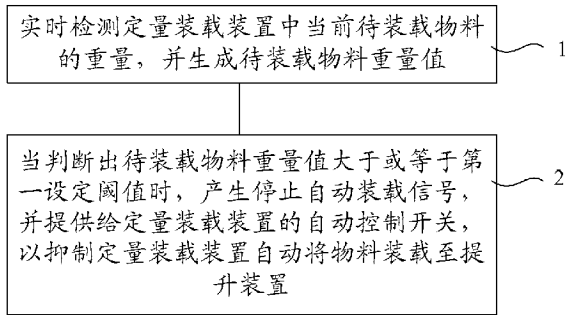 实时检测定量装载装置中当前待装载物料
的重量，并生成待装载物料重量值
1
当判断出待装载物料重量值大于或等于第
一设定阈值时，产生停止自动装载信号，
并提供给定量装载装置的自动控制开关，
以抑制定量装载装置自动将物料装载至提
升装置
2